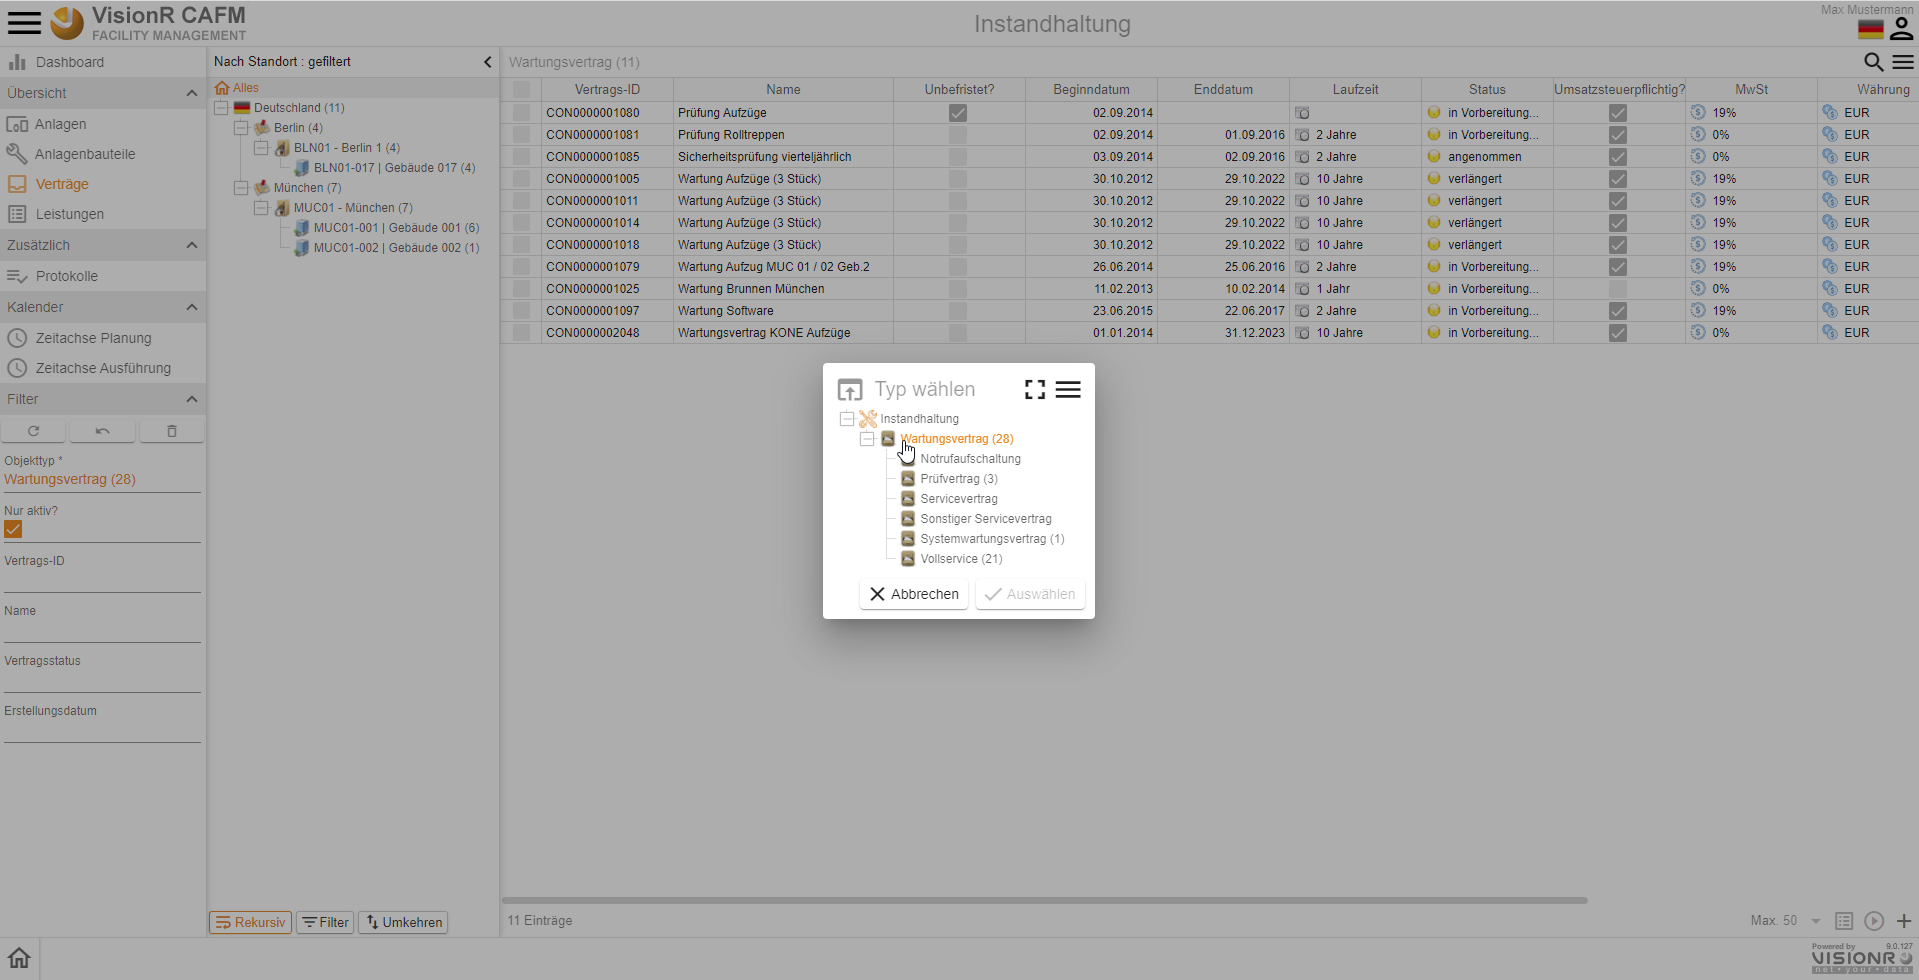 VisionR CAFM
FACILITY MANAGEMENT
Instandhaltung
Max Mustermann
Dashboard
Übersicht
Anlagen
Anlagenbauteile
Verträge
Leistungen
Zusätzlich
Protokolle
Kalender
Zeitachse Planung
Zeitachse Ausführung
Filter
Objekttyp *
Wartungsvertrag (28)
Nur aktiv?
Vertrags-ID
Name
Vertragsstatus
Erstellungsdatum
Nach Standort : gefiltert
Alles
Deutschland (11)
Berlin (4)
BLN01 - Berlin 1 (4)
BLN01-017 | Gebäude 017 (4)
München (7)
MUC01 - München (7)
MUC01-001 | Gebäude 001 (6)
MUC01-002 | Gebäude 002 (1)
Rekursiv Filter Umkehren
Wartungsvertrag (11)
Vertrags-ID Name Unbefristet? Beginndatum Enddatum Laufzeit Status Umsatzsteuerpflichtig? MwSt Währung
CON0000001080 Prüfung Aufzüge 02.09.2014 in Vorbereitung... 19% EUR
CON0000001081 Prüfung Rolltreppen 02.09.2014 01.09.2016 2 Jahre in Vorbereitung... 0% EUR
CON0000001085 Sicherheitsprüfung vierteljährlich 03.09.2014 02.09.2016 2 Jahre angenommen 0% EUR
CON0000001005 Wartung Aufzüge (3 Stück) 30.10.2012 29.10.2022 10 Jahre verlängert 19% EUR
CON0000001011 Wartung Aufzüge (3 Stück) 30.10.2012 29.10.2022 10 Jahre verlängert 19% EUR
CON0000001014 Wartung Aufzüge (3 Stück) 30.10.2012 29.10.2022 10 Jahre verlängert 19% EUR
CON0000001018 Wartung Aufzüge (3 Stück) 30.10.2012 29.10.2022 10 Jahre verlängert 19% EUR
CON0000001079 Wartung Aufzug MUC 01 / 02 Geb.2 26.06.2014 25.06.2016 2 Jahre in Vorbereitung... 19% EUR
CON0000001025 Wartung Brunnen München 11.02.2013 10.02.2014 1 Jahr in Vorbereitung... 0% EUR
CON0000001097 Wartung Software 23.06.2015 22.06.2017 2 Jahre in Vorbereitung... 19% EUR
CON0000002048 Wartungsvertrag KONE Aufzüge 01.01.2014 31.12.2023 10 Jahre in Vorbereitung... 0% EUR
Typ wählen
Instandhaltung
Wartungsvertrag (28)
Notrufaufschaltung
Prüfvertrag (3)
Servicevertrag
Sonstiger Servicevertrag
Systemwartungsvertrag (1)
Vollservice (21)
Abbrechen Auswählen
11 Einträge
Max. 50
Powered by 9.0.127
VISIONR
net • your • data